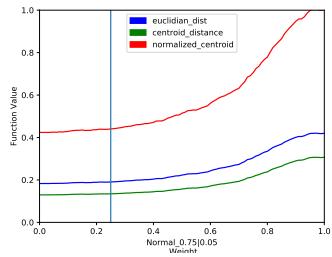 1.0
0.8
0.6
0.4
0.2
0.0
Function Value
euclidian_dist
centroid_distance
normalized_centroid
0.0 0.2 0.4 0.6 0.8 1.0
Normal_0.75|0.05
Weight